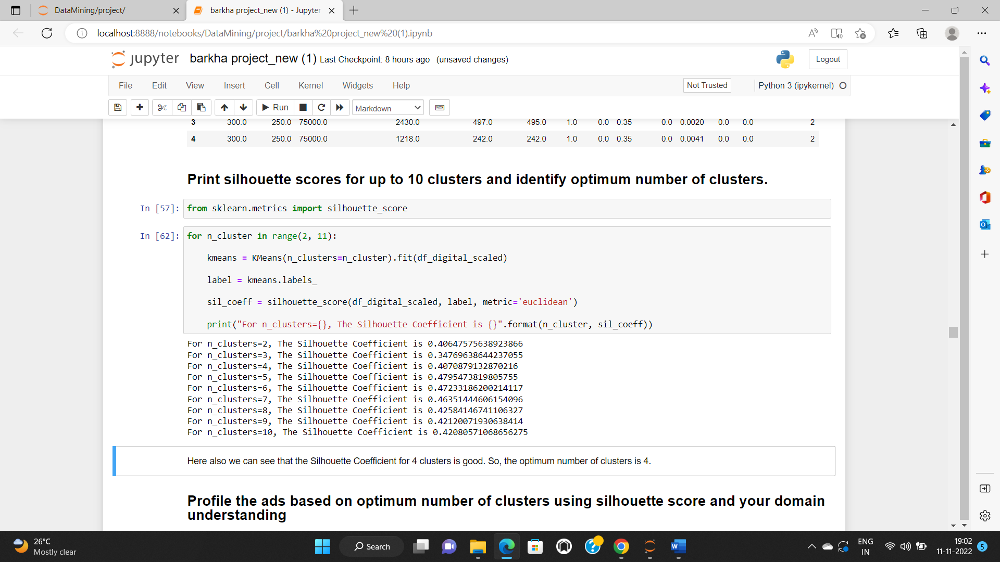 DataMining/project/
barkha project_new (1) - Jupyter
localhost:8888/notebooks/DataMining/project/barkha%20project_new%20(1).ipynb
jupyter barkha project_new (1) Last Checkpoint: 8 hours ago (unsaved changes)
Logout
File Edit View Insert Cell Kernel Widgets Help
Not Trusted
Python 3 (ipykernel)
Run
Markdown
3 300.0 250.0 75000.0 2430.0 497.0 495.0 1.0 0.0 0.35 0.0 0.0020 0.0 0.0 2
4 300.0 250.0 75000.0 1218.0 242.0 242.0 1.0 0.0 0.35 0.0 0.0041 0.0 0.0 2
Print silhouette scores for up to 10 clusters and identify optimum number of clusters.
In [57]: from sklearn.metrics import silhouette_score
In [62]: for n_cluster in range(2, 11):
kmeans = KMeans(n_clusters=n_cluster).fit(df_digital_scaled)
label = kmeans.labels_
sil_coeff = silhouette_score(df_digital_scaled, label, metric='euclidean')
print("For n_clusters={}, The Silhouette Coefficient is {}".format(n_cluster, sil_coeff))
For n_clusters=2, The Silhouette Coefficient is 0.40647575638923866
For n_clusters=3, The Silhouette Coefficient is 0.34769638644237055
For n_clusters=4, The Silhouette Coefficient is 0.4070879132870216
For n_clusters=5, The Silhouette Coefficient is 0.4795473819805755
For n_clusters=6, The Silhouette Coefficient is 0.47233186200214117
For n_clusters=7, The Silhouette Coefficient is 0.46351444606154096
For n_clusters=8, The Silhouette Coefficient is 0.42584146741106327
For n_clusters=9, The Silhouette Coefficient is 0.42120071930638414
For n_clusters=10, The Silhouette Coefficient is 0.42080571068656275
Here also we can see that the Silhouette Coefficient for 4 clusters is good. So, the optimum number of clusters is 4.
Profile the ads based on optimum number of clusters using silhouette score and your domain
understanding
26°C
Mostly clear
Search
ENG
IN
19:02
11-11-2022
5